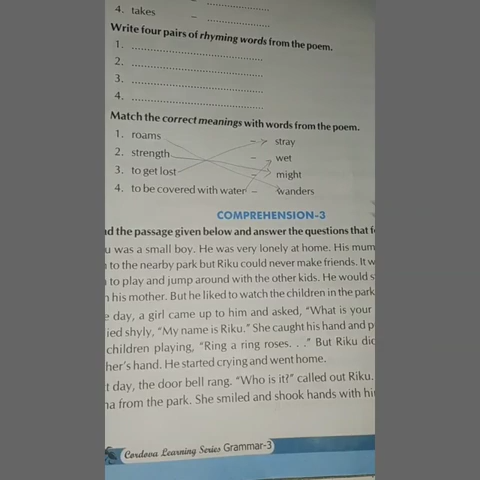 4. takes –
Write four pairs of rhyming words from the poem.
1.
2.
3.
4.
Match the correct meanings with words from the poem.
1. roams – stray
2. strength – wet
3. to get lost – might
4. to be covered with water – wanders
COMPREHENSION-3
d the passage given below and answer the questions that f
u was a small boy. He was very lonely at home. His mum
to the nearby park but Riku could never make friends. It w
to play and jump around with the other kids. He would s
his mother. But he liked to watch the children in the park
day, a girl came up to him and asked, "What is your
ied shyly, "My name is Riku." She caught his hand and p
children playing, "Ring a ring roses. . ." But Riku did
her's hand. He started crying and went home.
t day, the door bell rang. "Who is it?" called out Riku.
na from the park. She smiled and shook hands with hi
Cordova Learning Series Grammar-3